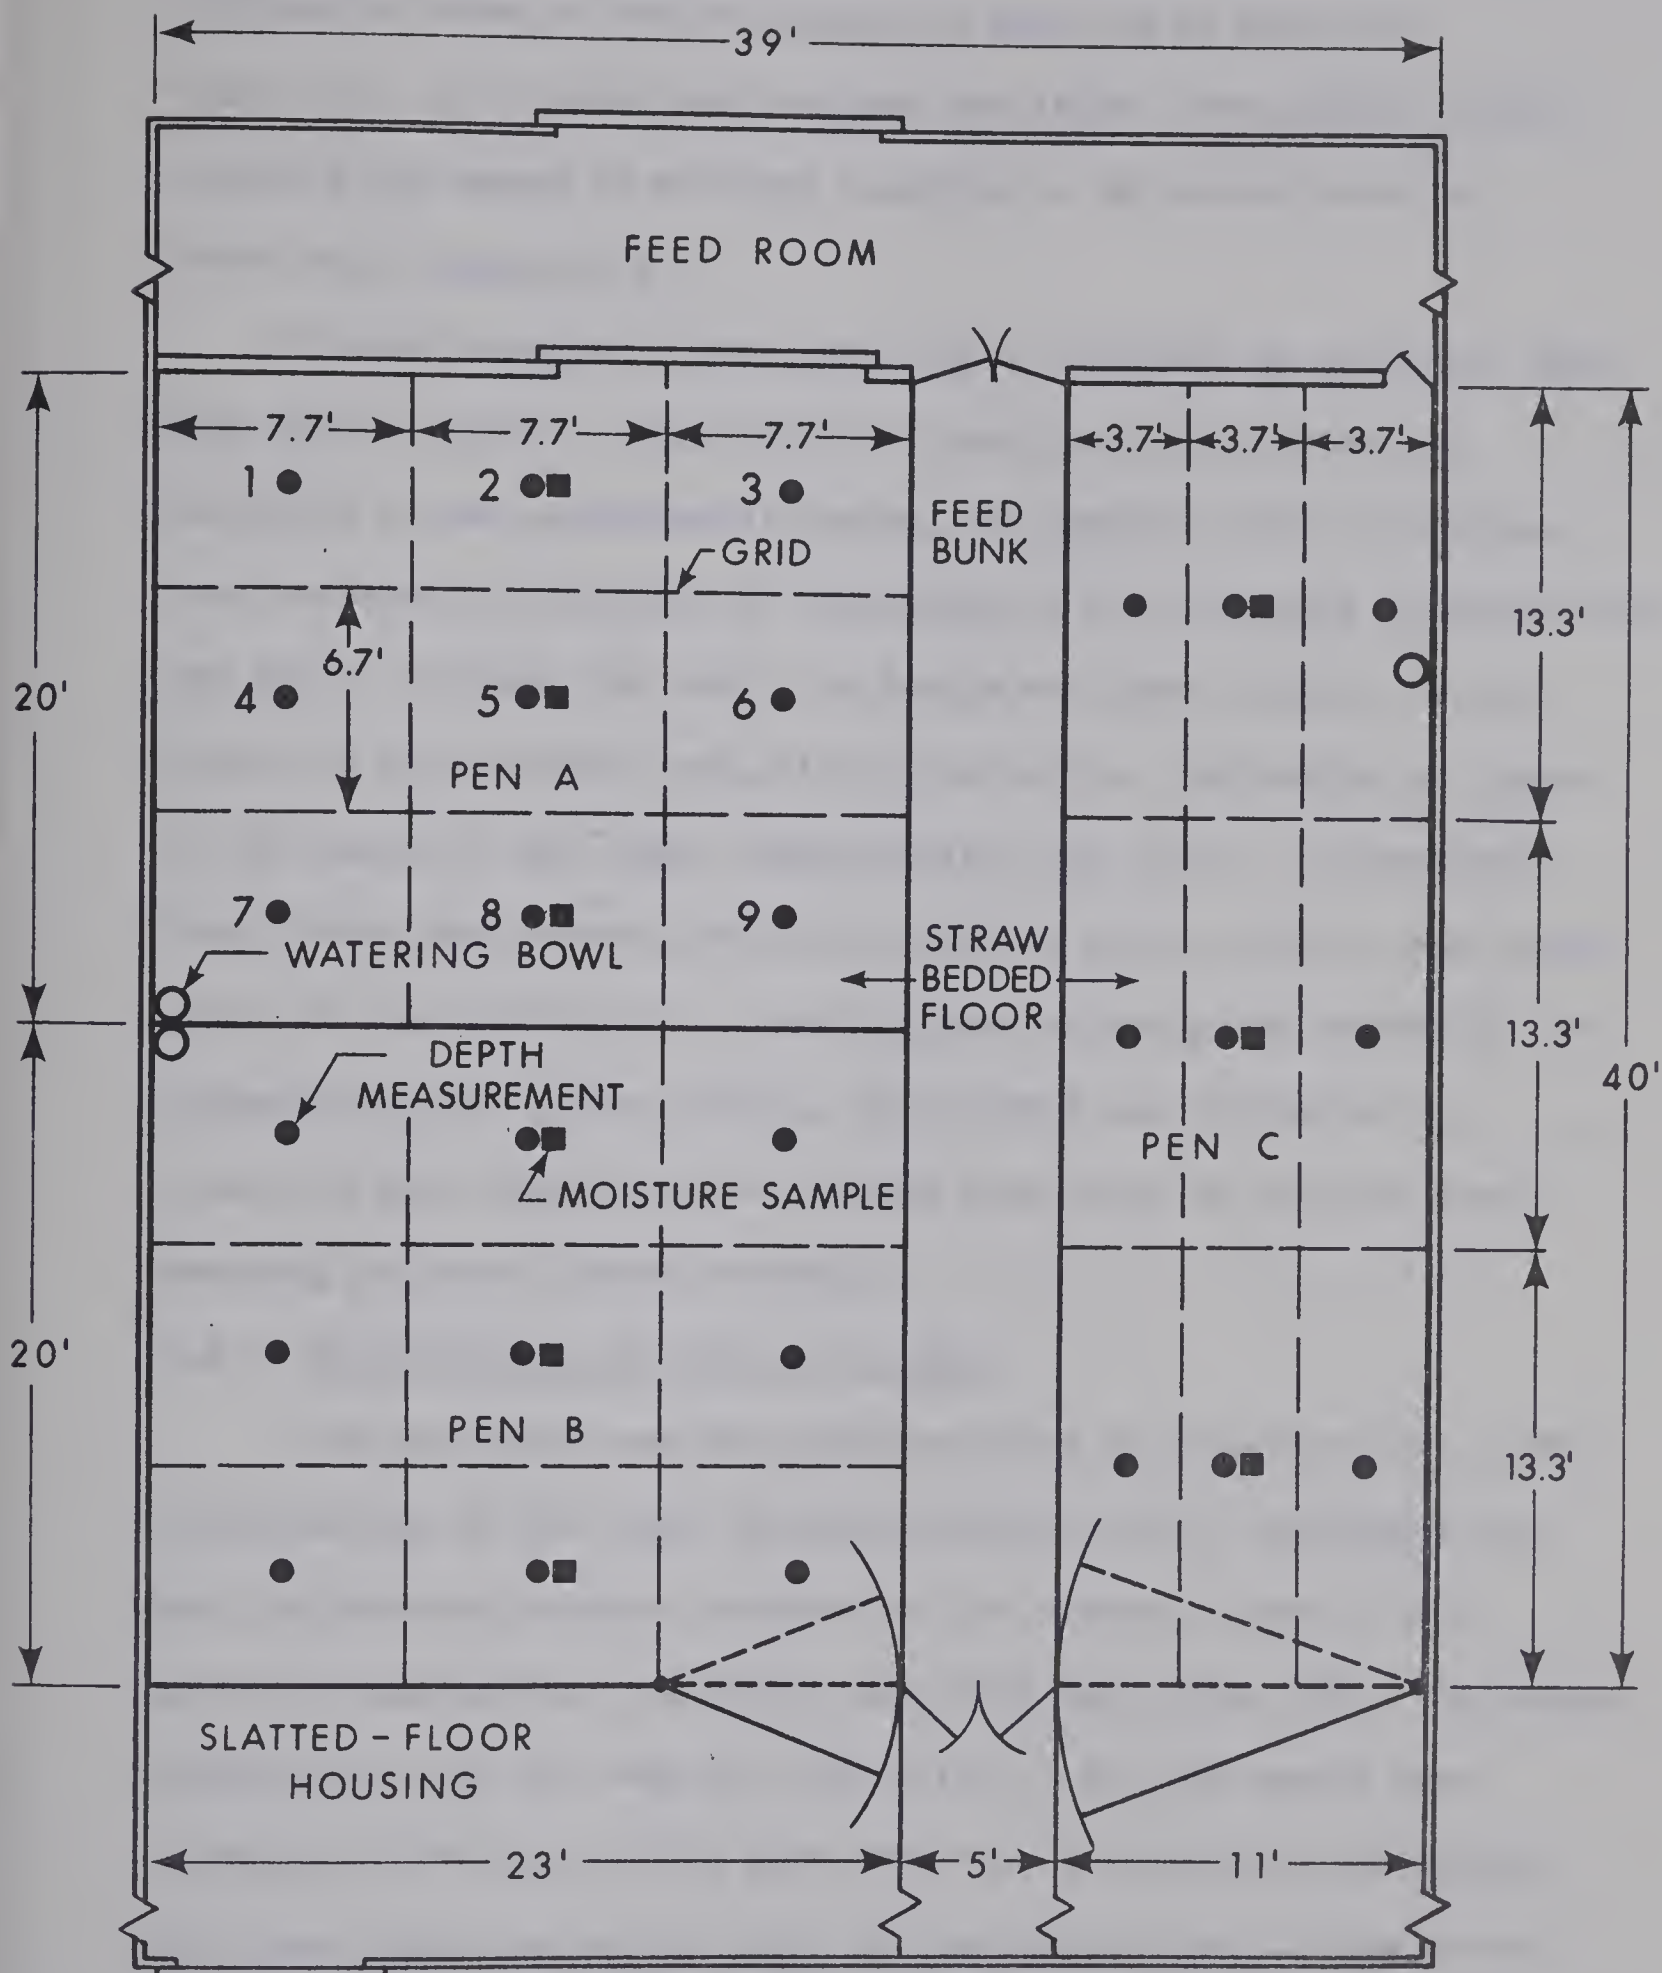 39'
FEED ROOM
7.7' 7.7' 7.7' 3.7' 3.7' 3.7'
1 2 3
FEED
BUNK
GRID
13.3'
6.7'
20'
4 5 6
PEN A
7 8 9
WATERING BOWL
STRAW
BEDDED
FLOOR
13.3'
40'
DEPTH
MEASUREMENT
PEN C
MOISTURE SAMPLE
20'
PEN B
13.3'
SLATTED - FLOOR
HOUSING
23' 5' 11'